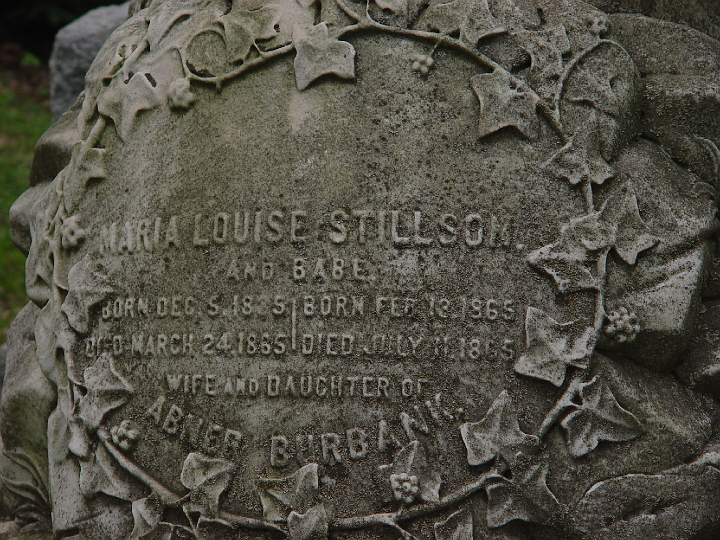 MARIA LOUISE STILLSOM.
AND BABE.
BORN DEC. 5. 1835 BORN FEB. 13. 1865
DIED MARCH 24. 1865 DIED JULY 11. 1865
WIFE AND DAUGHTER OF
ABNER BURBANK.